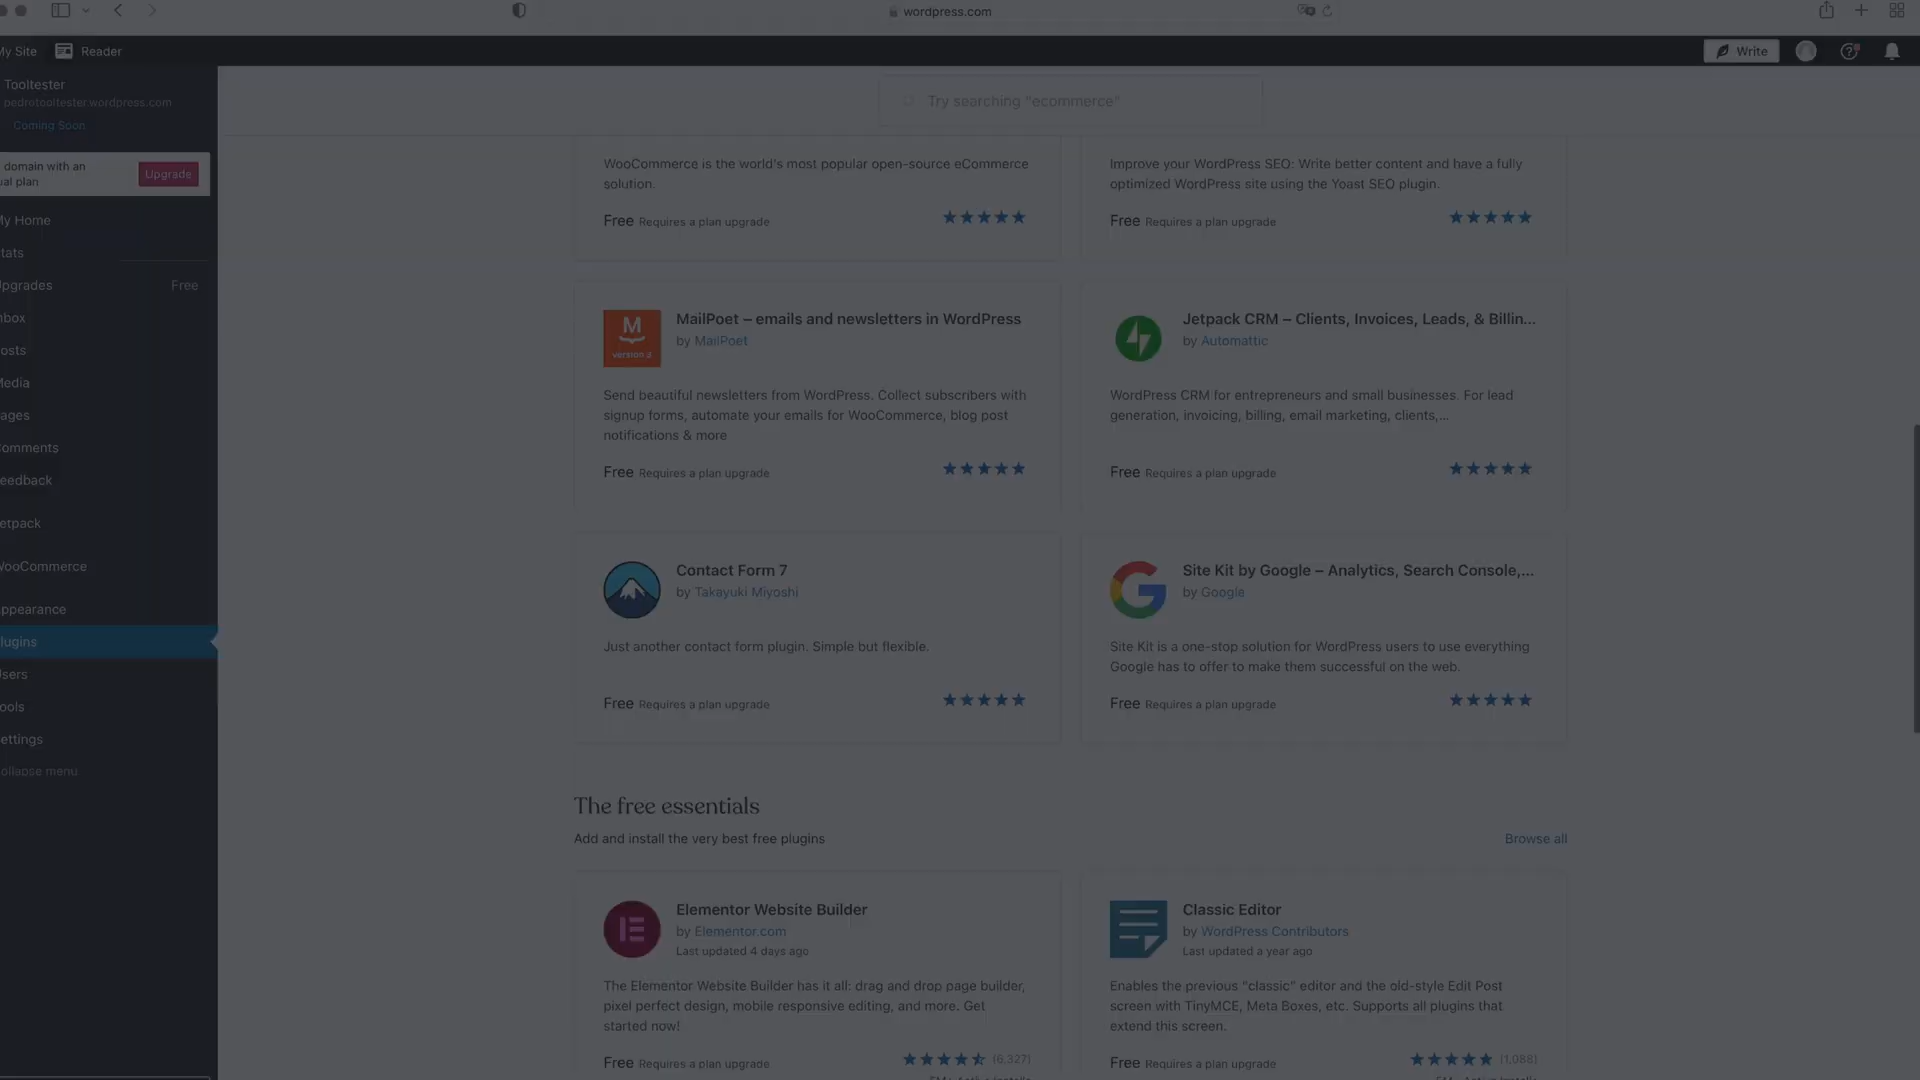 wordpress.com
My Site
Reader
Write
Tooltester
pedrotooltester.wordpress.com
Coming Soon
domain with an
ual plan
Upgrade
My Home
tats
pgrades
Free
nbox
osts
Media
ages
omments
eedback
etpack
WooCommerce
ppearance
lugins
sers
ools
ettings
ollapse menu
Try searching "ecommerce"
WooCommerce is the world's most popular open-source eCommerce
solution.
Free Requires a plan upgrade
Improve your WordPress SEO: Write better content and have a fully
optimized WordPress site using the Yoast SEO plugin.
Free Requires a plan upgrade
M
version 3
MailPoet – emails and newsletters in WordPress
by MailPoet
Send beautiful newsletters from WordPress. Collect subscribers with
signup forms, automate your emails for WooCommerce, blog post
notifications & more
Free Requires a plan upgrade
Jetpack CRM – Clients, Invoices, Leads, & Billin...
by Automattic
WordPress CRM for entrepreneurs and small businesses. For lead
generation, invoicing, billing, email marketing, clients,...
Free Requires a plan upgrade
Contact Form 7
by Takayuki Miyoshi
Just another contact form plugin. Simple but flexible.
Free Requires a plan upgrade
Site Kit by Google – Analytics, Search Console,...
by Google
Site Kit is a one-stop solution for WordPress users to use everything
Google has to offer to make them successful on the web.
Free Requires a plan upgrade
The free essentials
Add and install the very best free plugins
Browse all
Elementor Website Builder
by Elementor.com
Last updated 4 days ago
The Elementor Website Builder has it all: drag and drop page builder,
pixel perfect design, mobile responsive editing, and more. Get
started now!
Free Requires a plan upgrade
(6,327)
Classic Editor
by WordPress Contributors
Last updated a year ago
Enables the previous "classic" editor and the old-style Edit Post
screen with TinyMCE, Meta Boxes, etc. Supports all plugins that
extend this screen.
Free Requires a plan upgrade
(1,088)